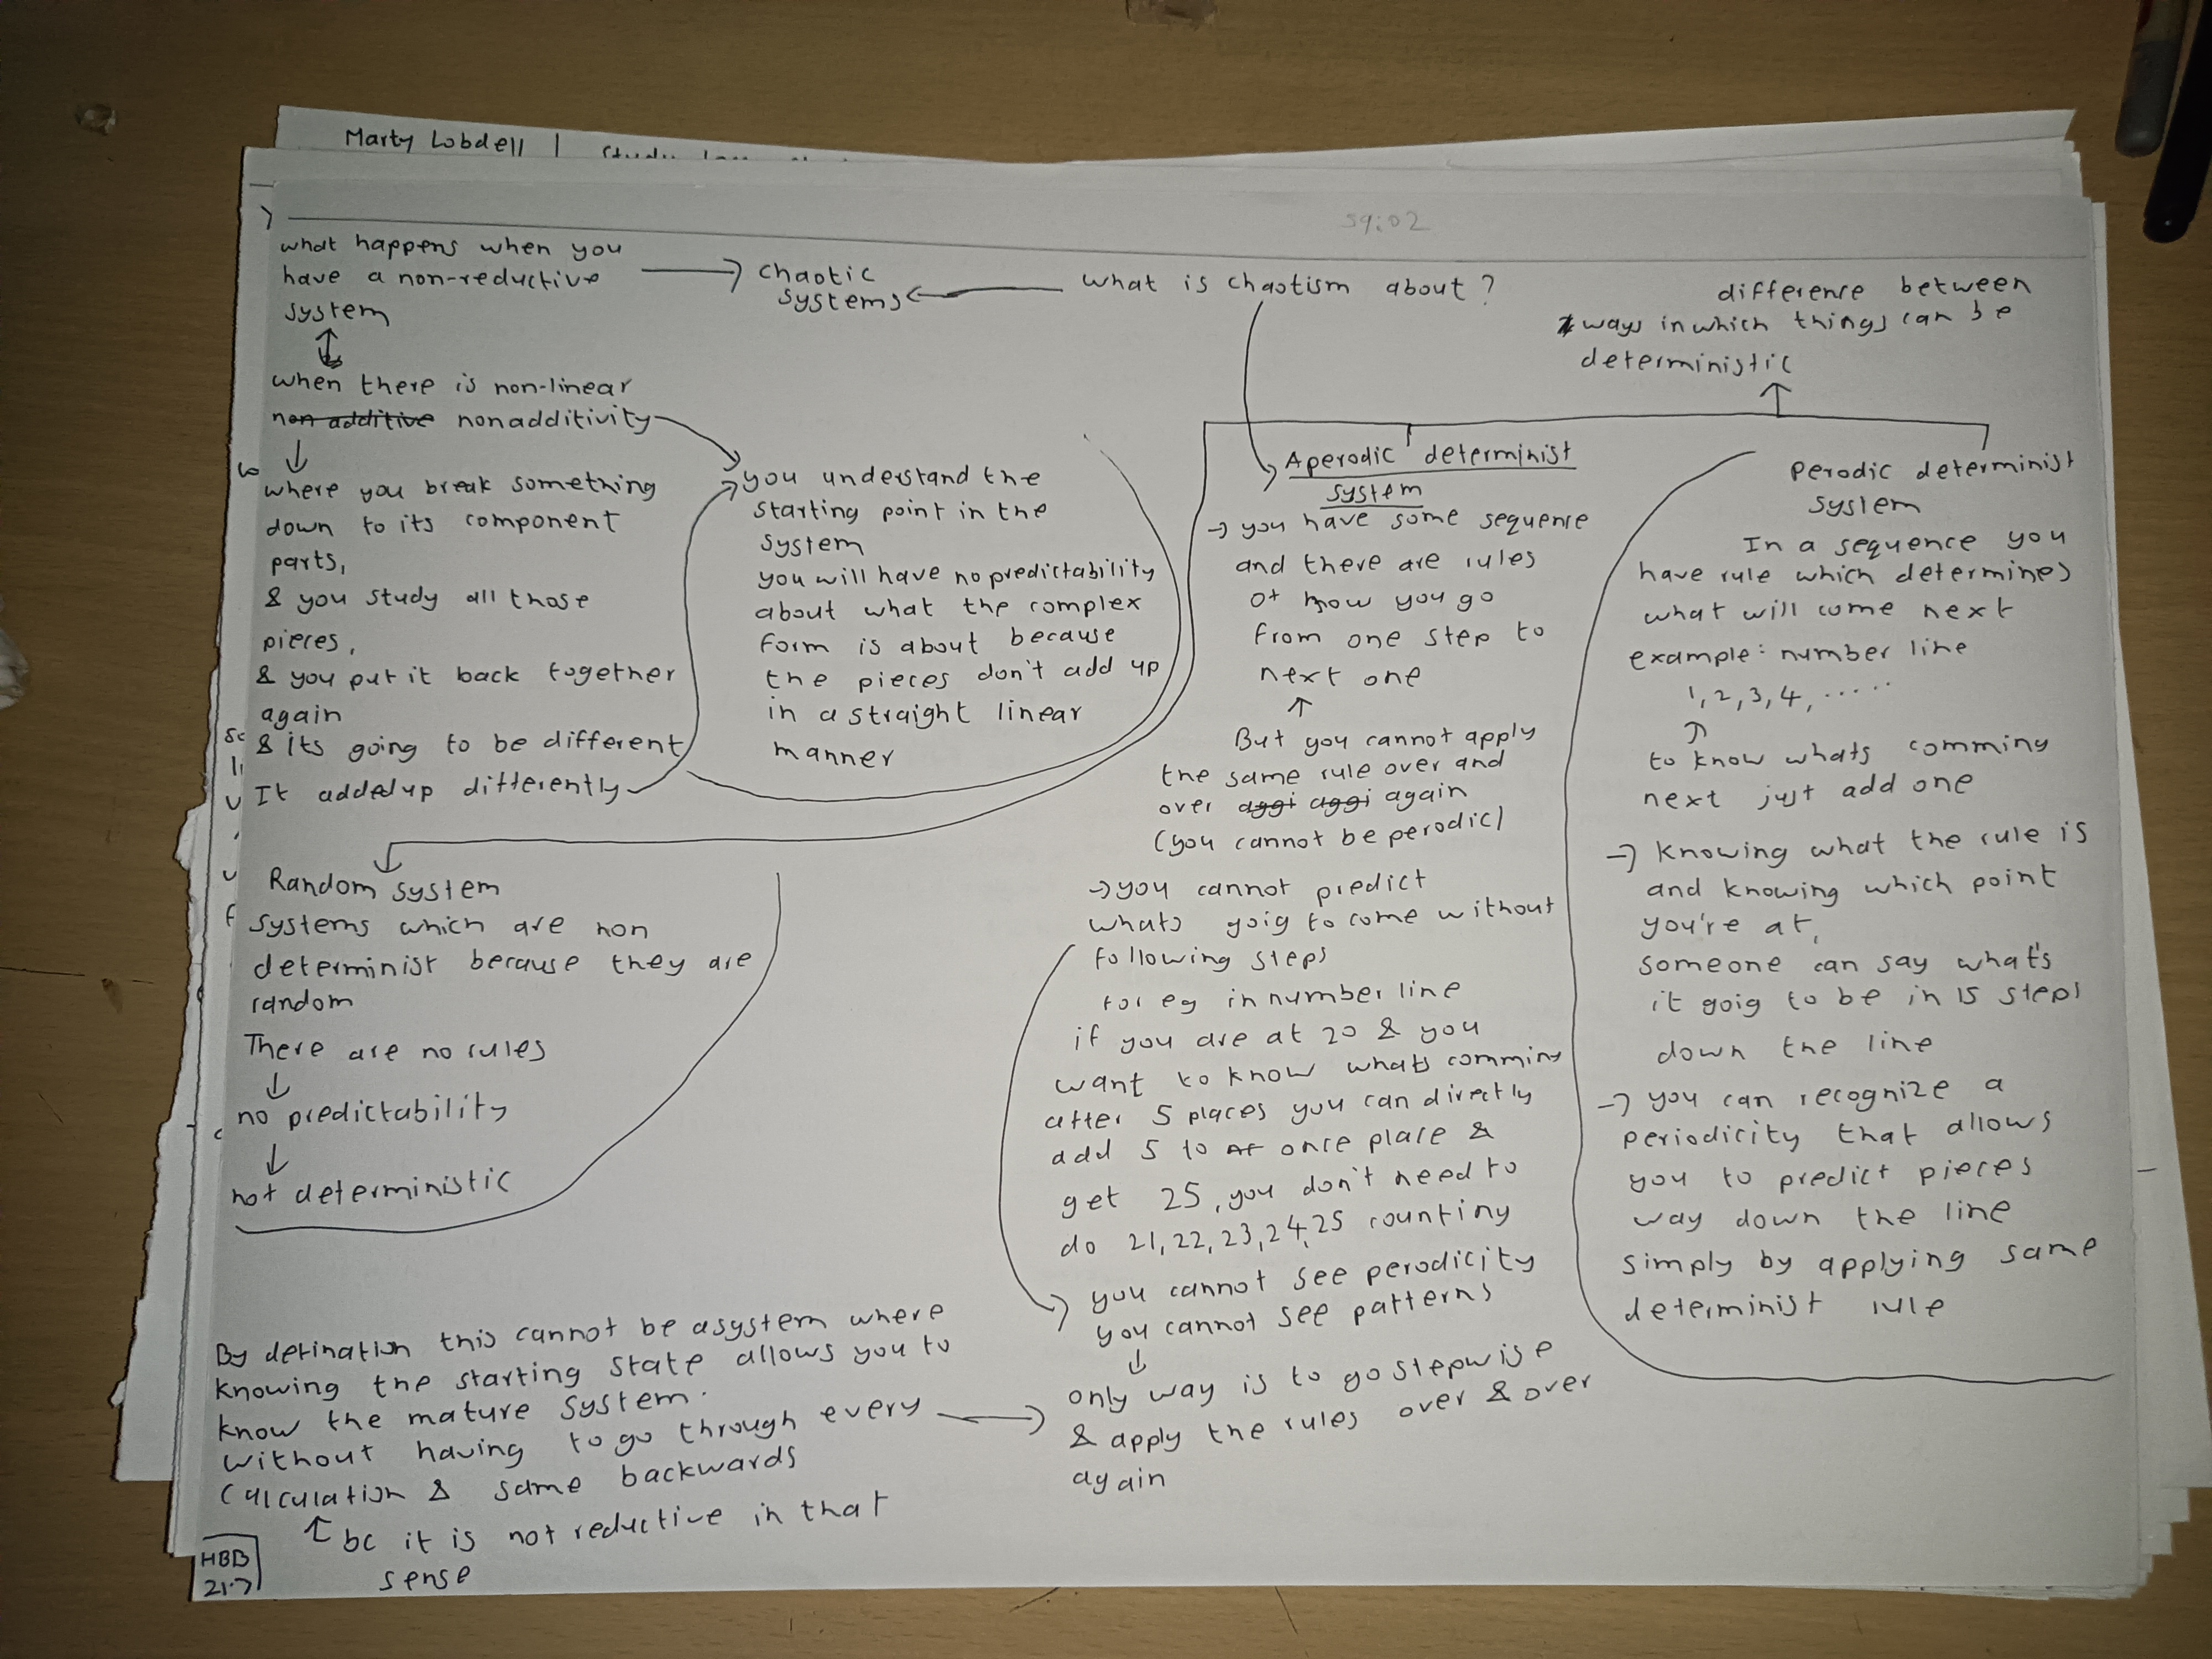 Marty Lobdell |
59:02
what happens when you
have a non-reductive
system
when there is non-linear
non additive nonadditivity
where you break something
down to its component
parts,
& you study all those
pieces,
& you put it back together
again
& its going to be different
It added up differently
chaotic
systems
you understand the
starting point in the
system
you will have no predictability
about what the complex
form is about because
the pieces don't add up
in a straight linear
manner
what is chaotism about?
difference between
ways in which things can be
deterministic
Aperodic determinist
system
→ you have some sequence
and there are rules
of how you go
from one step to
next one
But you cannot apply
the same rule over and
over aggi aggi again
(you cannot be perodic)
→ you cannot predict
whats goig to come without
following steps
for eg in number line
if you are at 20 & you
want to know whats comming
after 5 places you can directly
add 5 to at once place &
get 25, you don't need to
do 21, 22, 23, 24, 25 counting
you cannot see perodicity
you cannot see patterns
only way is to go stepwise
& apply the rules over & over
again
perodic determinist
system
In a sequence you
have rule which determines
what will come next
example: number line
1, 2, 3, 4, .....
to know whats comming
next just add one
→ knowing what the rule is
and knowing which point
you're at,
someone can say what's
it goig to be in 15 steps
down the line
→ you can recognize a
periodicity that allows
you to predict pieces
way down the line
simply by applying same
determinist rule
Random system
systems which are non
determinist because they are
random
There are no rules
no predictability
not deterministic
By defination this cannot be a system where
knowing the starting state allows you to
know the mature system.
without having to go through every
calculation & same backwards
bc it is not reductive in that
sense
HBB
21.7